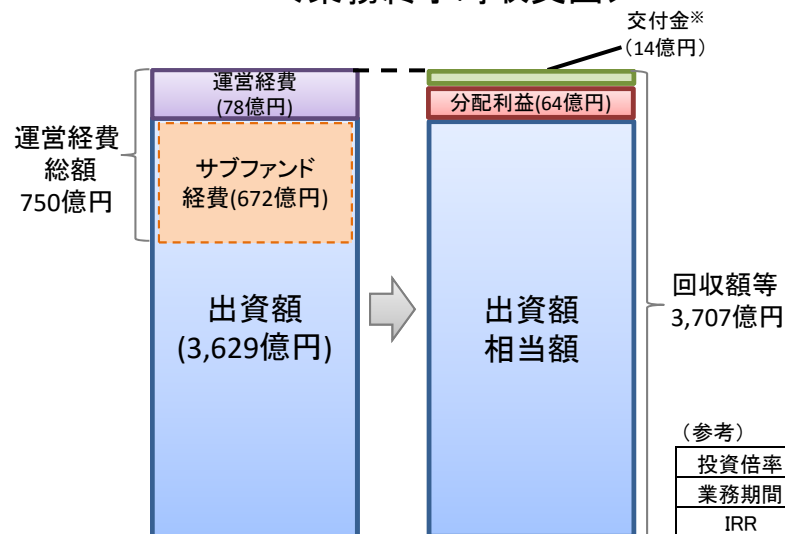 交付金※
（14億円）
運営経費
(78億円)
分配利益(64億円)
運営経費
総額
750億円
サブファンド
経費(672億円)
出資額
(3,629億円)
出資額
相当額
回収額等
3,707億円
（参考）
投資倍率
業務期間
IRR